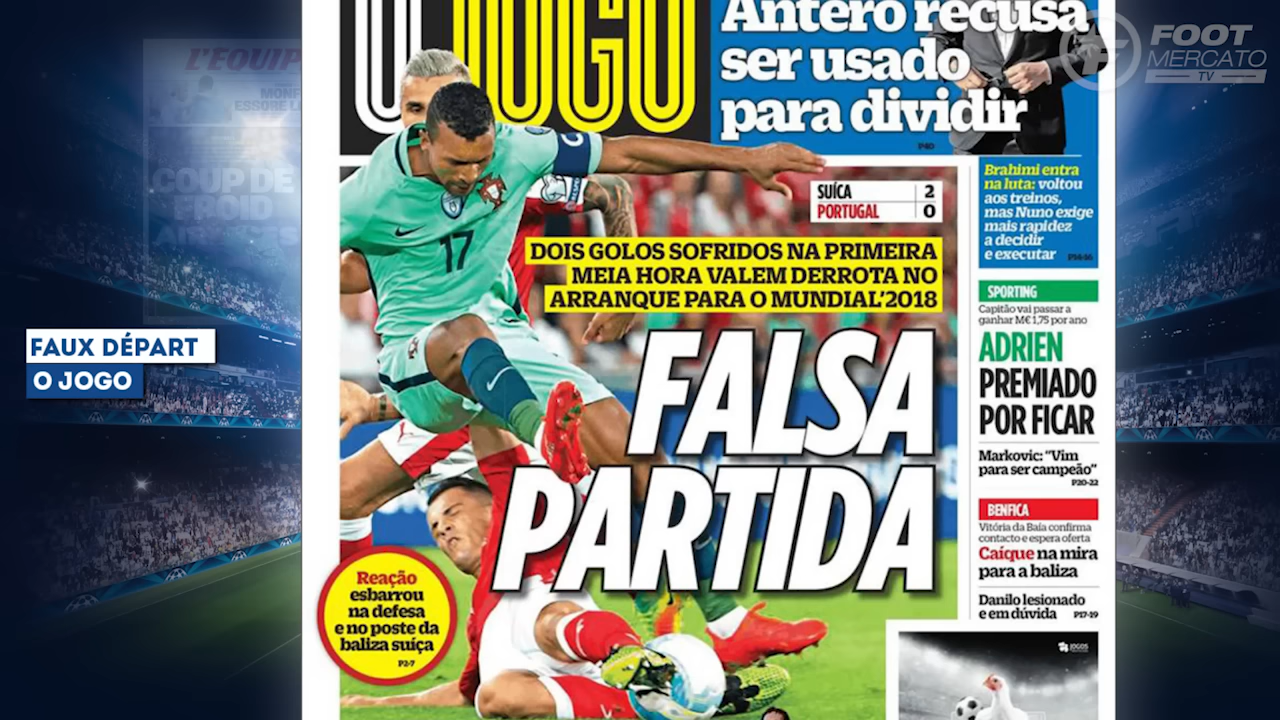 O JOGO
Antero recusa
ser usado
para dividir
P40
FOOT
MERCATO
TV
L'ÉQUIPE
COUP DE
FROID
FAUX DÉPART
O JOGO
17
SUÍÇA 2
PORTUGAL 0
DOIS GOLOS SOFRIDOS NA PRIMEIRA
MEIA HORA VALEM DERROTA NO
ARRANQUE PARA O MUNDIAL'2018
FALSA
PARTIDA
Reação
esbarrou
na defesa
e no poste da
baliza suíça
P2-7
Brahimi entra
na luta: voltou
aos treinos,
mas Nuno exige
mais rapidez
a decidir
e executar
P14-16
SPORTING
Capitão vai passar a
ganhar M€ 1,75 por ano
ADRIEN
PREMIADO
POR FICAR
Markovic: “Vim
para ser campeão”
P20-22
BENFICA
Vitória da Baía confirma
contacto e espera oferta
Caíque na mira
para a baliza
Danilo lesionado
e em dúvida
P17-19
JOGOS